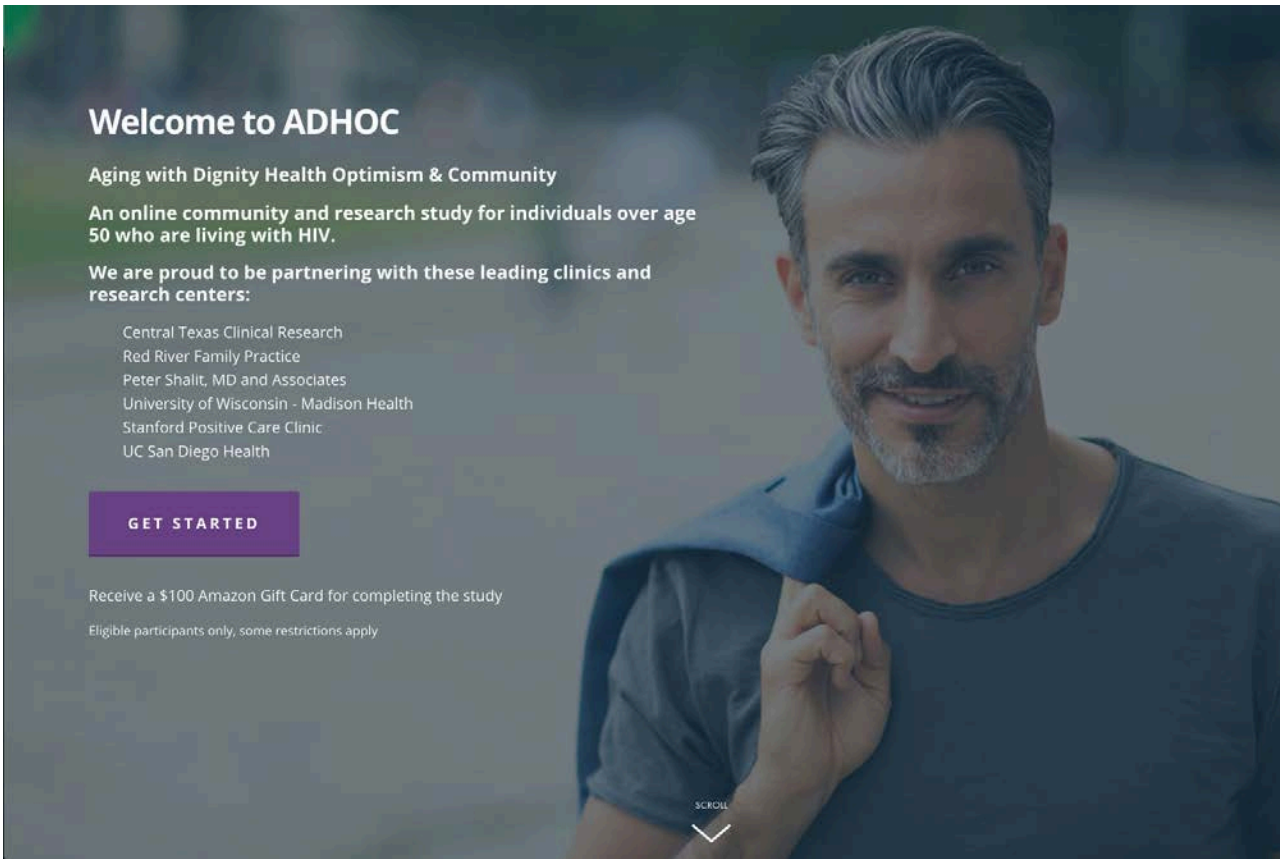 Welcome to ADHOC
Aging with Dignity Health Optimism & Community
An online community and research study for individuals over age
50 who are living with HIV.
We are proud to be partnering with these leading clinics and
research centers:
Central Texas Clinical Research
Red River Family Practice
Peter Shalit, MD and Associates
University of Wisconsin - Madison Health
Stanford Positive Care Clinic
UC San Diego Health
GET STARTED
Receive a $100 Amazon Gift Card for completing the study
Eligible participants only, some restrictions apply
SCROLL